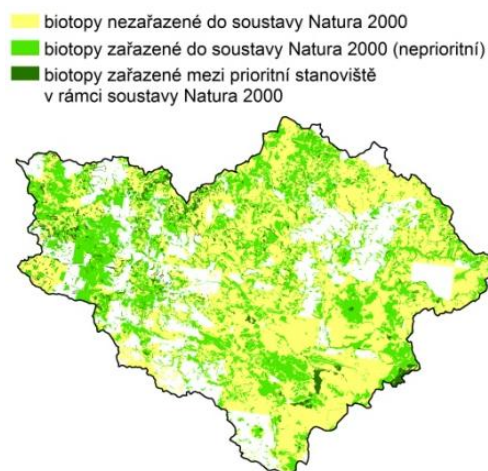 biotopy nezařazené do soustavy Natura 2000
biotopy zařazené do soustavy Natura 2000 (neprioritní)
biotopy zařazené mezi prioritní stanoviště
v rámci soustavy Natura 2000